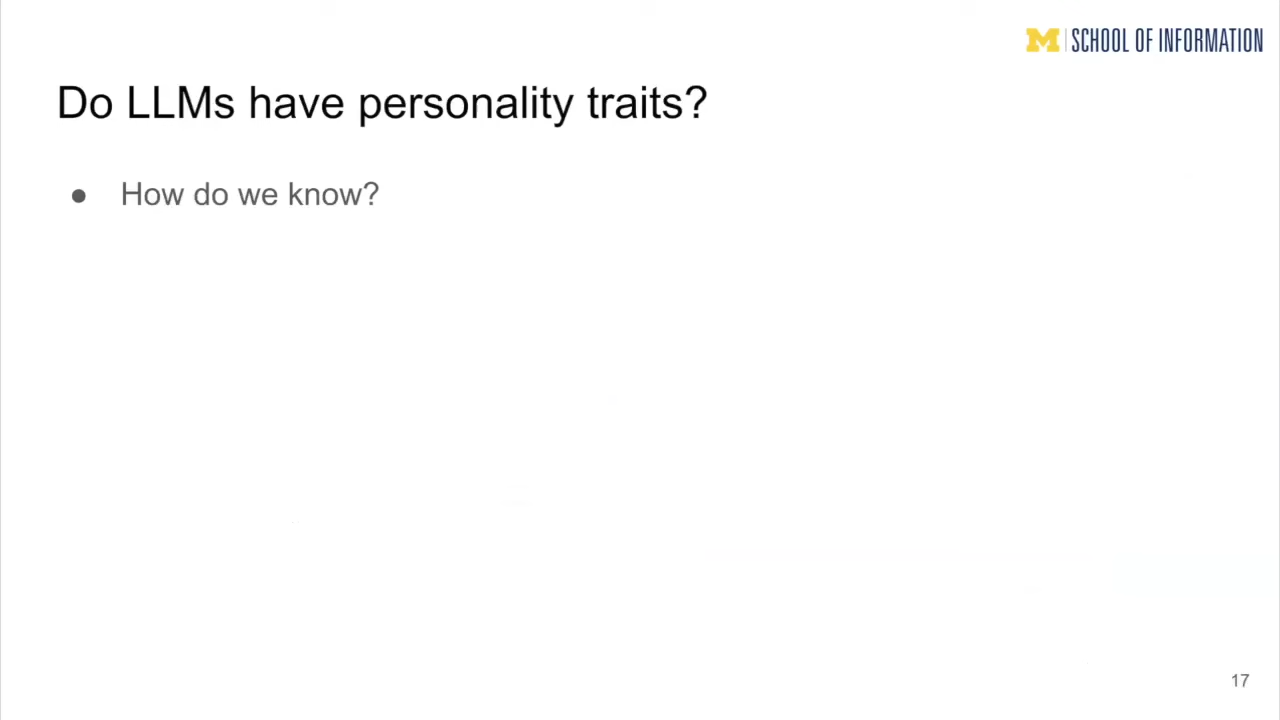 M | SCHOOL OF INFORMATION
Do LLMs have personality traits?
● How do we know?
17